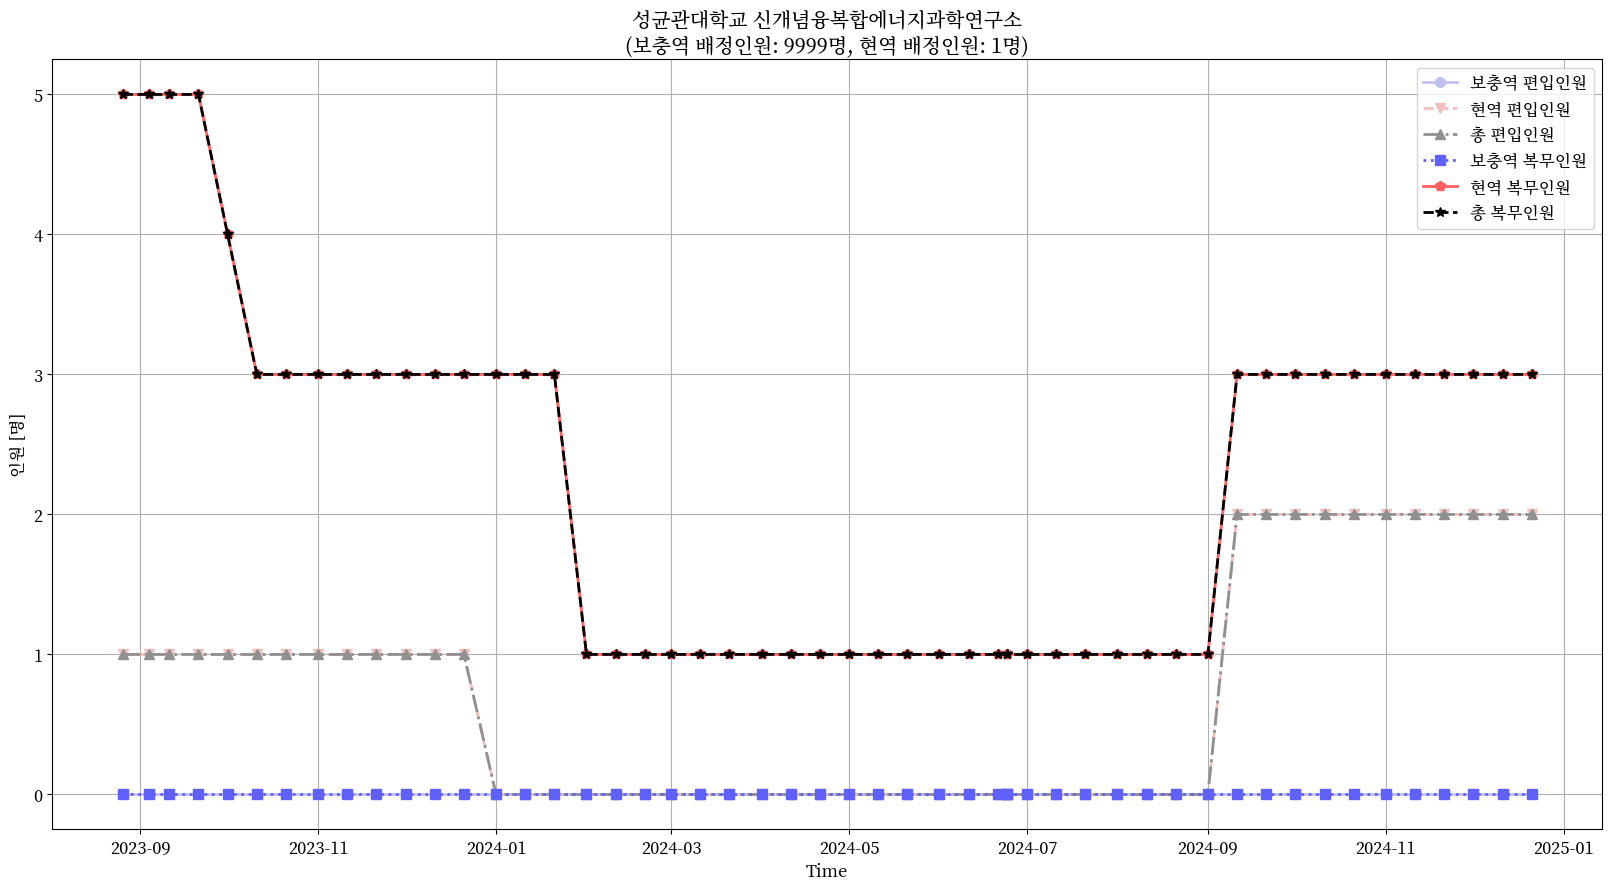 성균관대학교 신개념융복합에너지과학연구소
(보충역 배정인원: 9999명, 현역 배정인원: 1명)
보충역 편입인원
현역 편입인원
총 편입인원
보충역 복무인원
현역 복무인원
총 복무인원
5
4
3
2
1
0
인원 [명]
2023-09
2023-11
2024-01
2024-03
2024-05
2024-07
2024-09
2024-11
2025-01
Time